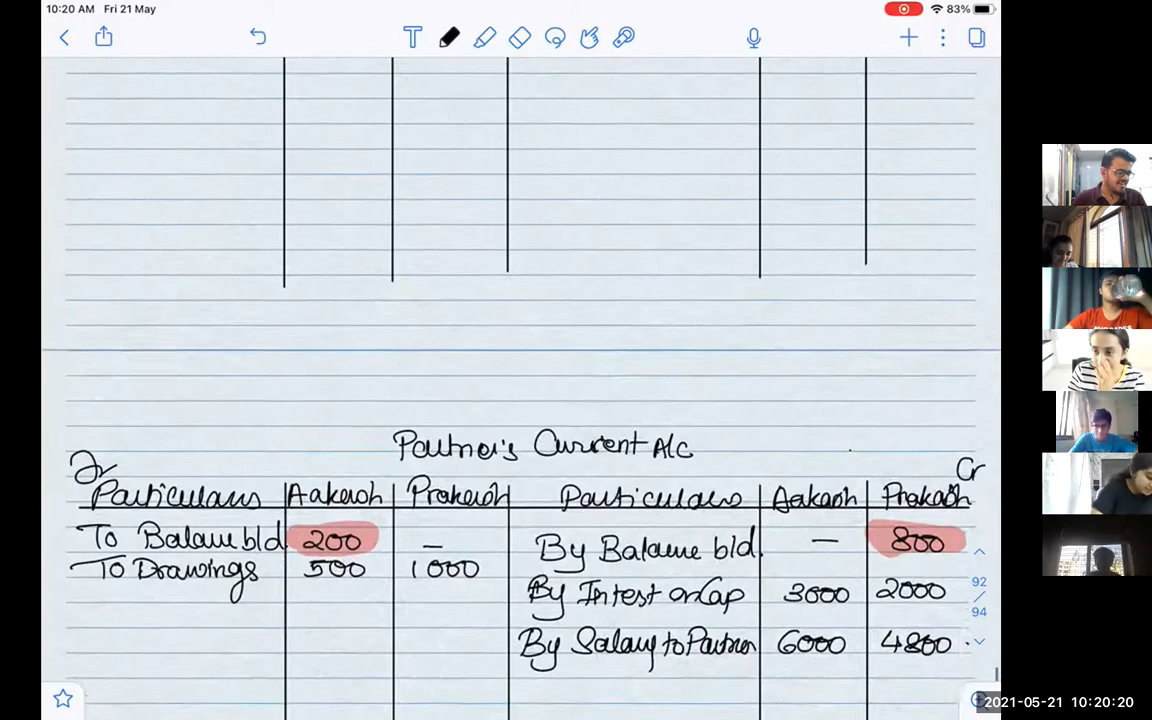 10:20 AM Fri 21 May
83%
Partner's Current A/c
Dr
Cr
Particulars Aakash Prakash Particulars Aakash Prakash
To Balance b/d 200 – By Balance b/d. – 800
To Drawings 500 1000
By Intest on Cap 3000 2000
By Salary to Partner 6000 4800
92
/
94
2021-05-21 10:20:20